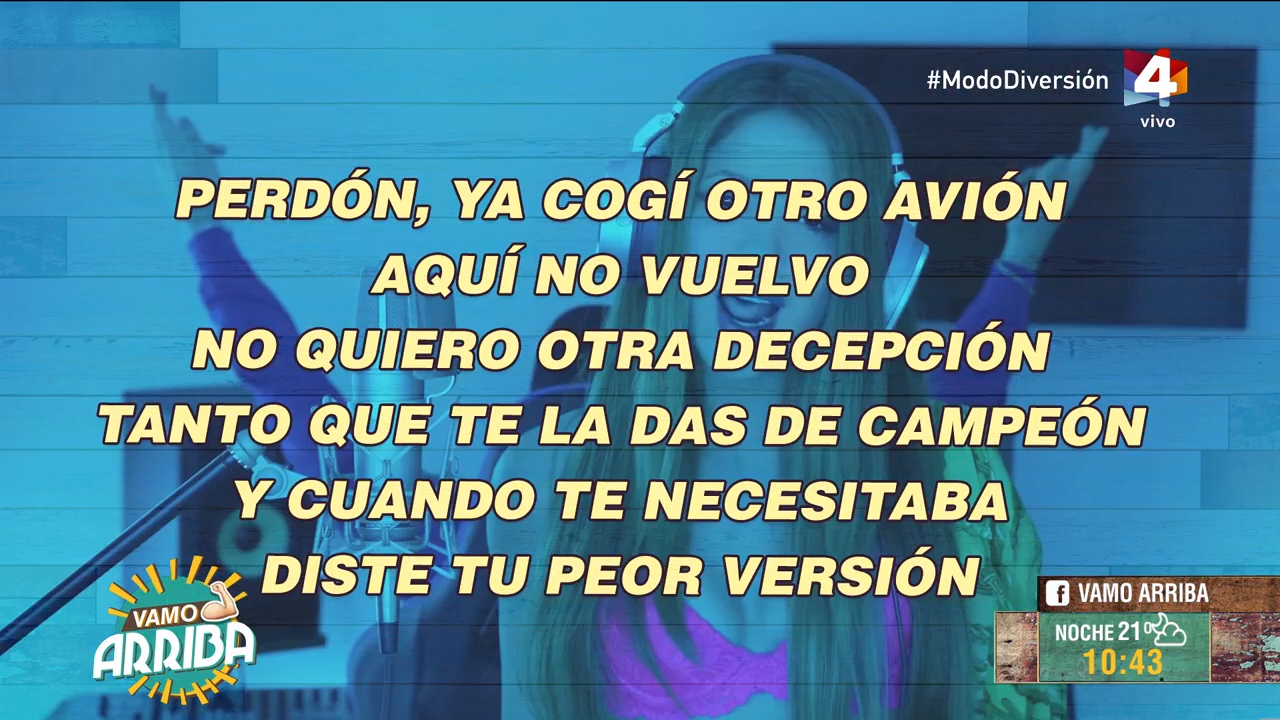 #ModoDiversión
4
vivo
PERDÓN, YA COGÍ OTRO AVIÓN
AQUÍ NO VUELVO
NO QUIERO OTRA DECEPCIÓN
TANTO QUE TE LA DAS DE CAMPEÓN
Y CUANDO TE NECESITABA
DISTE TU PEOR VERSIÓN
VAMO
ARRIBA
f VAMO ARRIBA
NOCHE 21
10:43